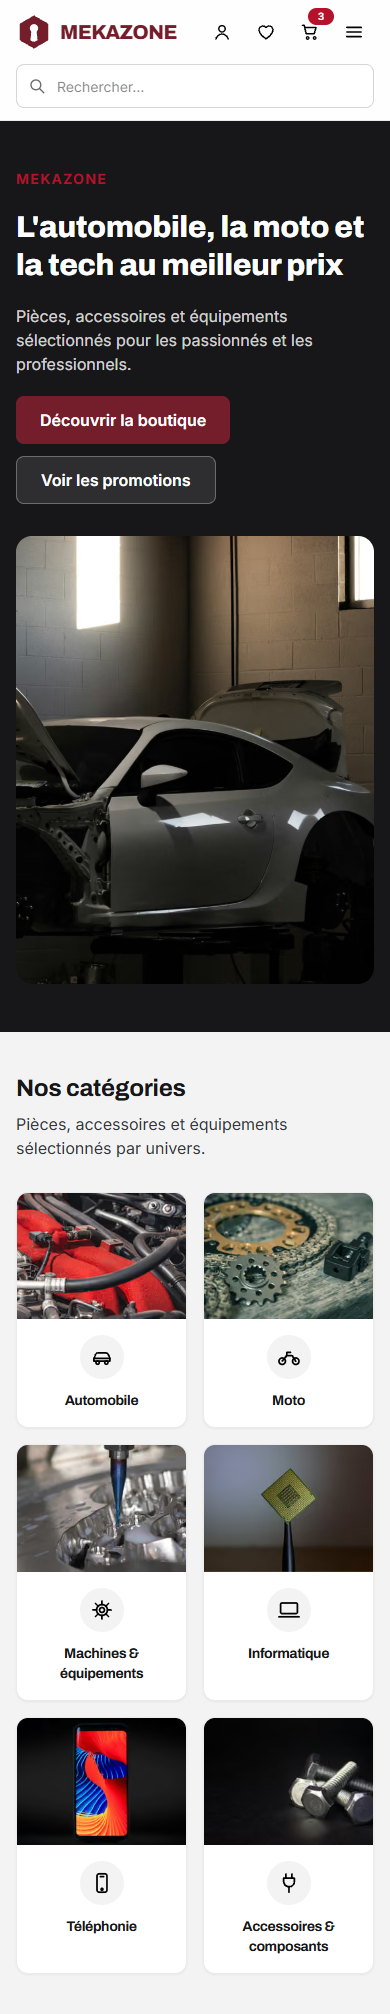 MEKAZONE
3
Rechercher...
MEKAZONE
L'automobile, la moto et
la tech au meilleur prix
Pièces, accessoires et équipements
sélectionnés pour les passionnés et les
professionnels.
Découvrir la boutique
Voir les promotions
Nos catégories
Pièces, accessoires et équipements
sélectionnés par univers.
Automobile
Moto
Machines &
équipements
Informatique
Téléphonie
Accessoires &
composants